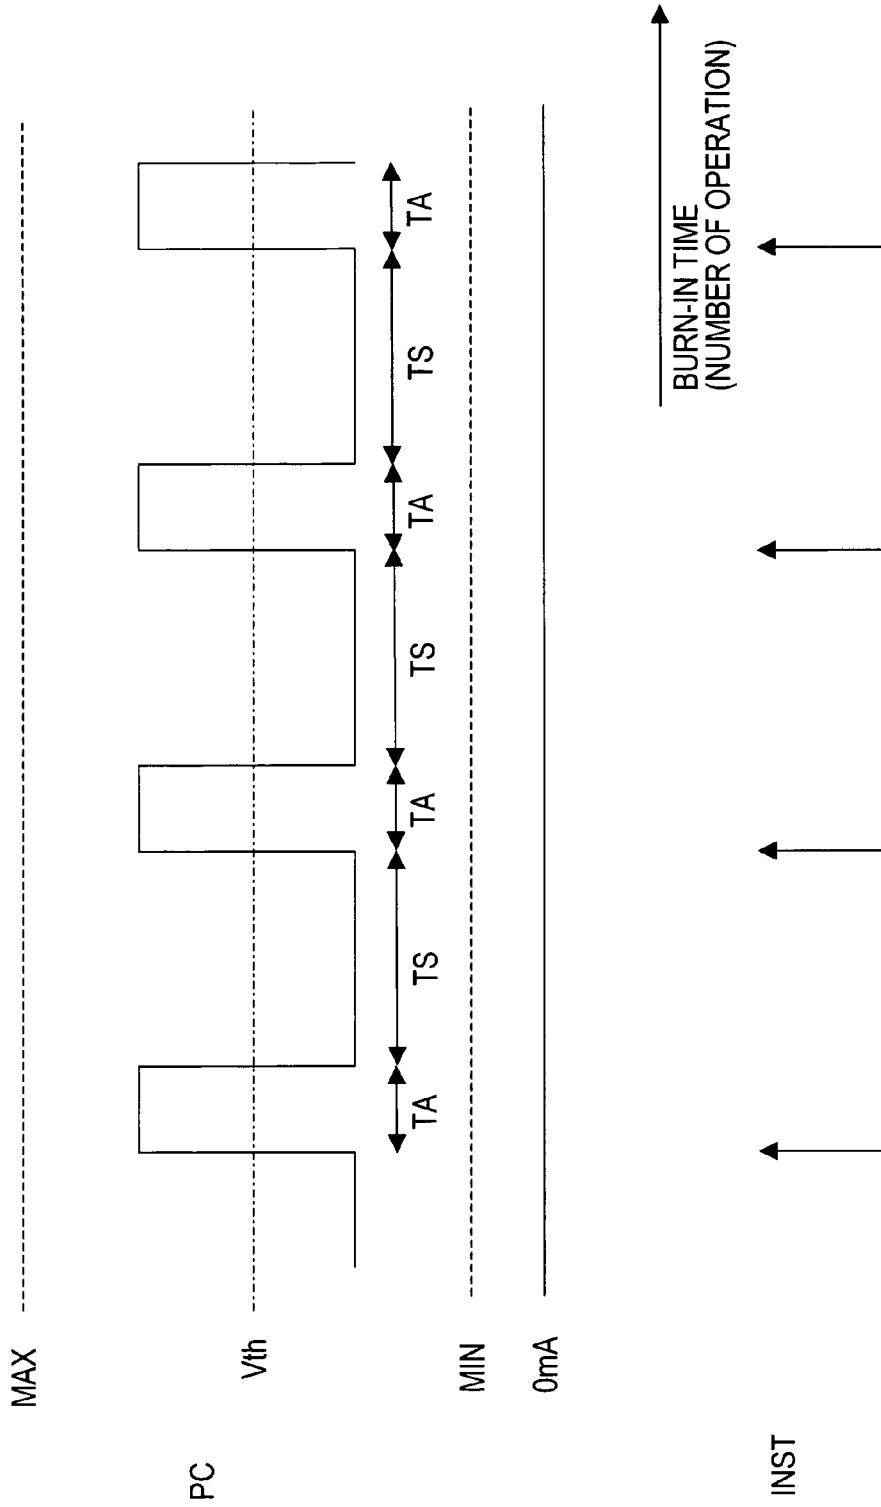 MAX
PC
Vth
TA
TS
TA
TS
TA
TS
TA
MIN
0mA
BURN-IN TIME
(NUMBER OF OPERATION)
INST